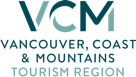 VCM
VANCOUVER, COAST
& MOUNTAINS
TOURISM REGION